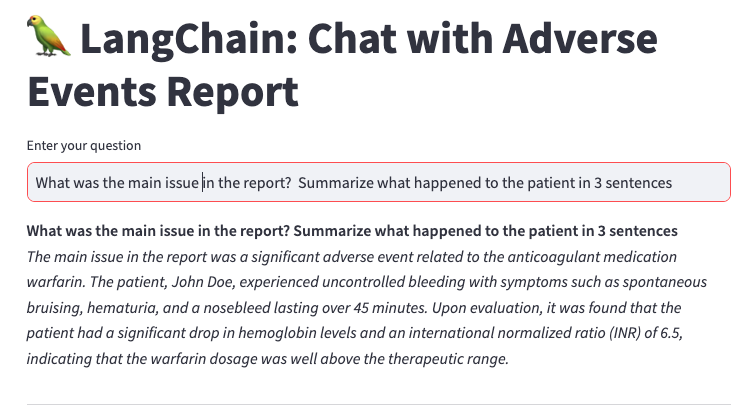 🦜 LangChain: Chat with Adverse
Events Report
Enter your question
What was the main issue in the report?  Summarize what happened to the patient in 3 sentences
What was the main issue in the report? Summarize what happened to the patient in 3 sentences
The main issue in the report was a significant adverse event related to the anticoagulant medication
warfarin. The patient, John Doe, experienced uncontrolled bleeding with symptoms such as spontaneous
bruising, hematuria, and a nosebleed lasting over 45 minutes. Upon evaluation, it was found that the
patient had a significant drop in hemoglobin levels and an international normalized ratio (INR) of 6.5,
indicating that the warfarin dosage was well above the therapeutic range.